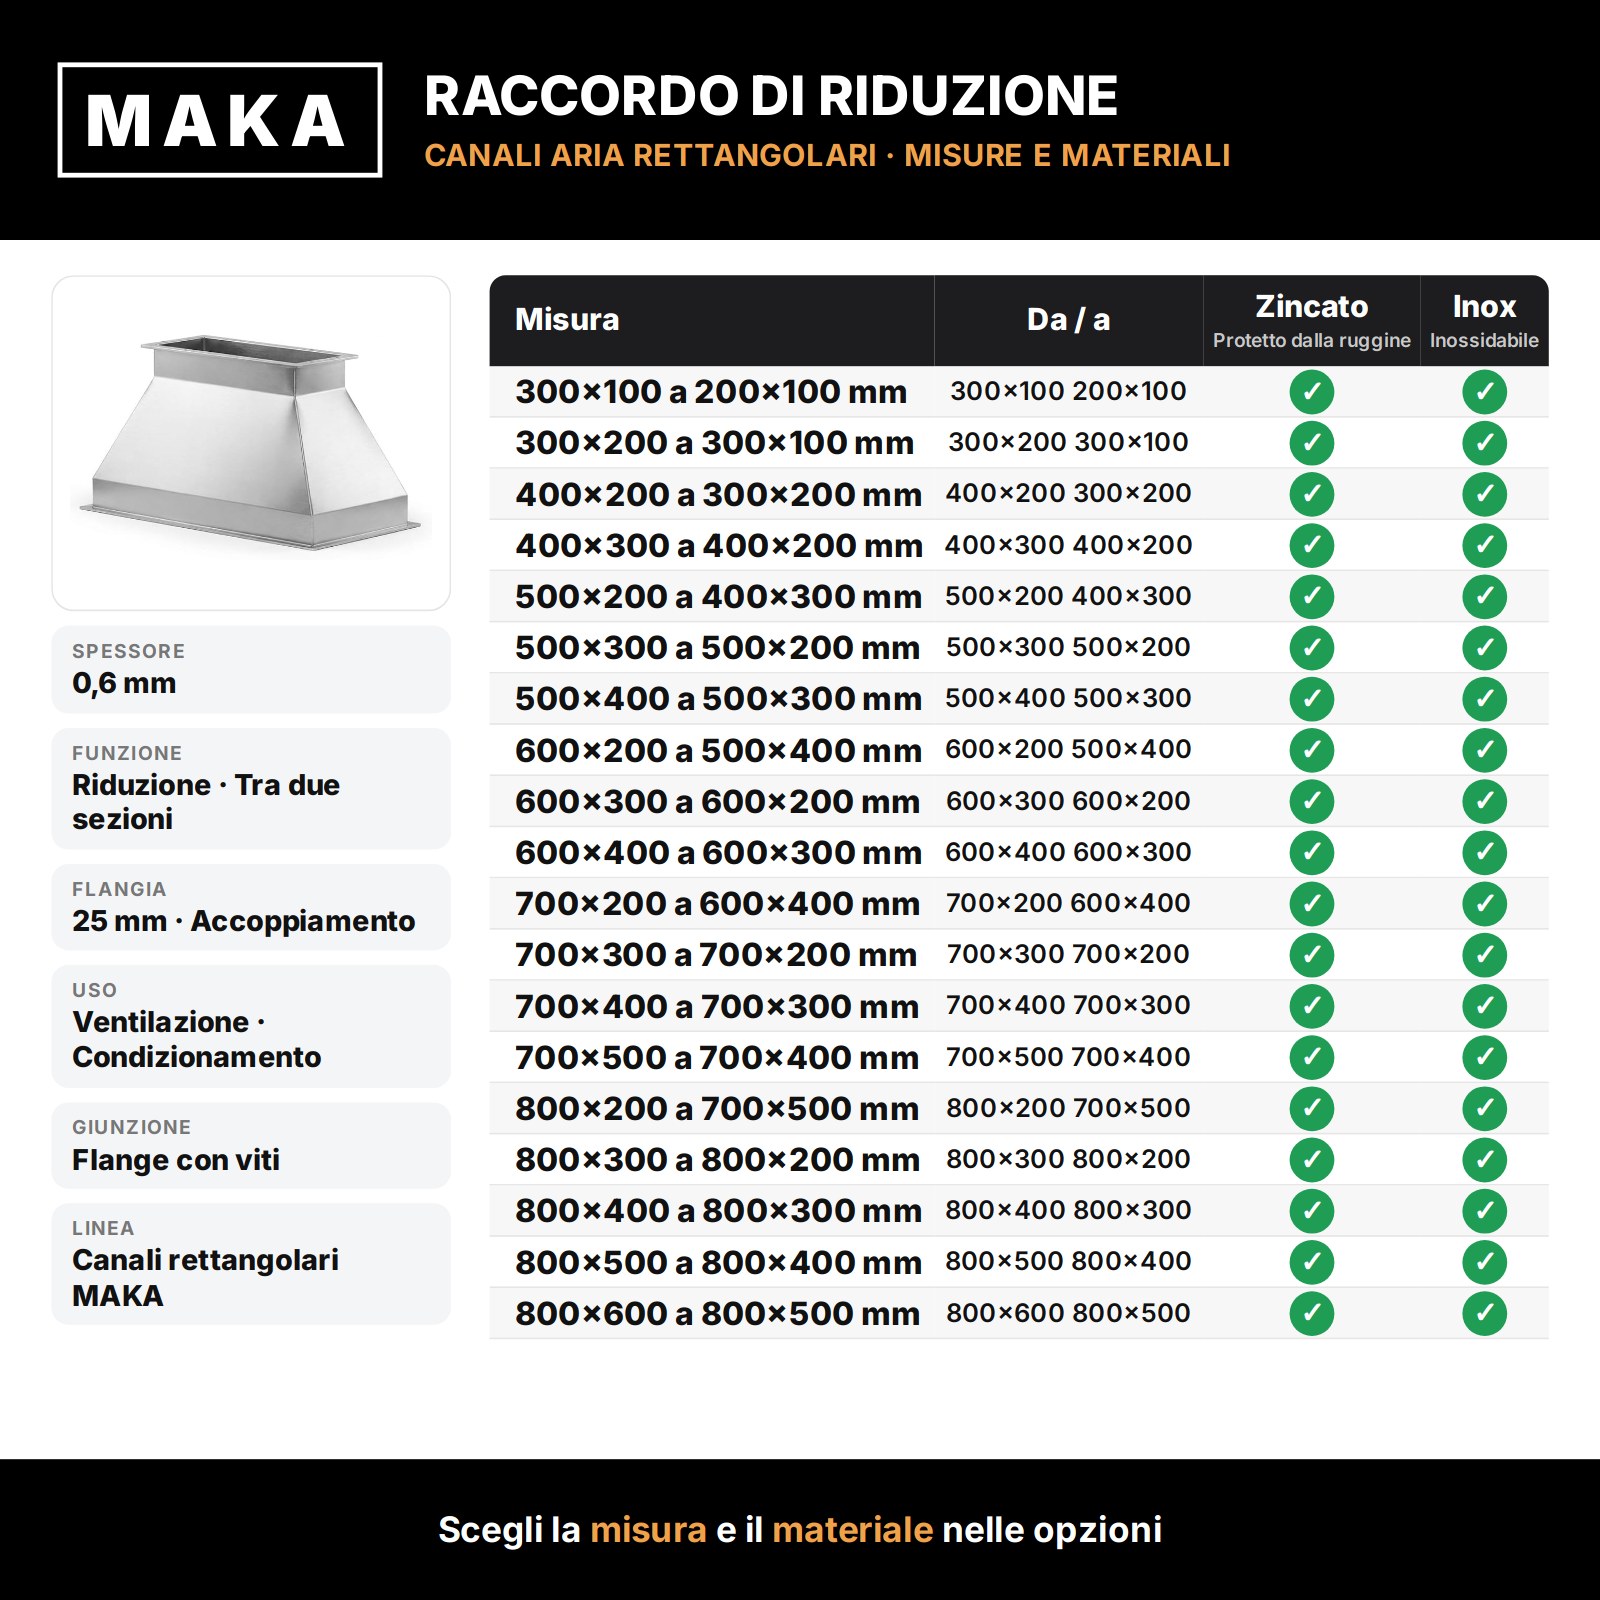 MAKA
RACCORDO DI RIDUZIONE
CANALI ARIA RETTANGOLARI · MISURE E MATERIALI
SPESSORE
0,6 mm
FUNZIONE
Riduzione · Tra due
sezioni
FLANGIA
25 mm · Accoppiamento
USO
Ventilazione ·
Condizionamento
GIUNZIONE
Flange con viti
LINEA
Canali rettangolari
MAKA
Misura Da / a Zincato Inox
Protetto dalla ruggine Inossidabile
300×100 a 200×100 mm 300×100 200×100 ✓ ✓
300×200 a 300×100 mm 300×200 300×100 ✓ ✓
400×200 a 300×200 mm 400×200 300×200 ✓ ✓
400×300 a 400×200 mm 400×300 400×200 ✓ ✓
500×200 a 400×300 mm 500×200 400×300 ✓ ✓
500×300 a 500×200 mm 500×300 500×200 ✓ ✓
500×400 a 500×300 mm 500×400 500×300 ✓ ✓
600×200 a 500×400 mm 600×200 500×400 ✓ ✓
600×300 a 600×200 mm 600×300 600×200 ✓ ✓
600×400 a 600×300 mm 600×400 600×300 ✓ ✓
700×200 a 600×400 mm 700×200 600×400 ✓ ✓
700×300 a 700×200 mm 700×300 700×200 ✓ ✓
700×400 a 700×300 mm 700×400 700×300 ✓ ✓
700×500 a 700×400 mm 700×500 700×400 ✓ ✓
800×200 a 700×500 mm 800×200 700×500 ✓ ✓
800×300 a 800×200 mm 800×300 800×200 ✓ ✓
800×400 a 800×300 mm 800×400 800×300 ✓ ✓
800×500 a 800×400 mm 800×500 800×400 ✓ ✓
800×600 a 800×500 mm 800×600 800×500 ✓ ✓
Scegli la misura e il materiale nelle opzioni